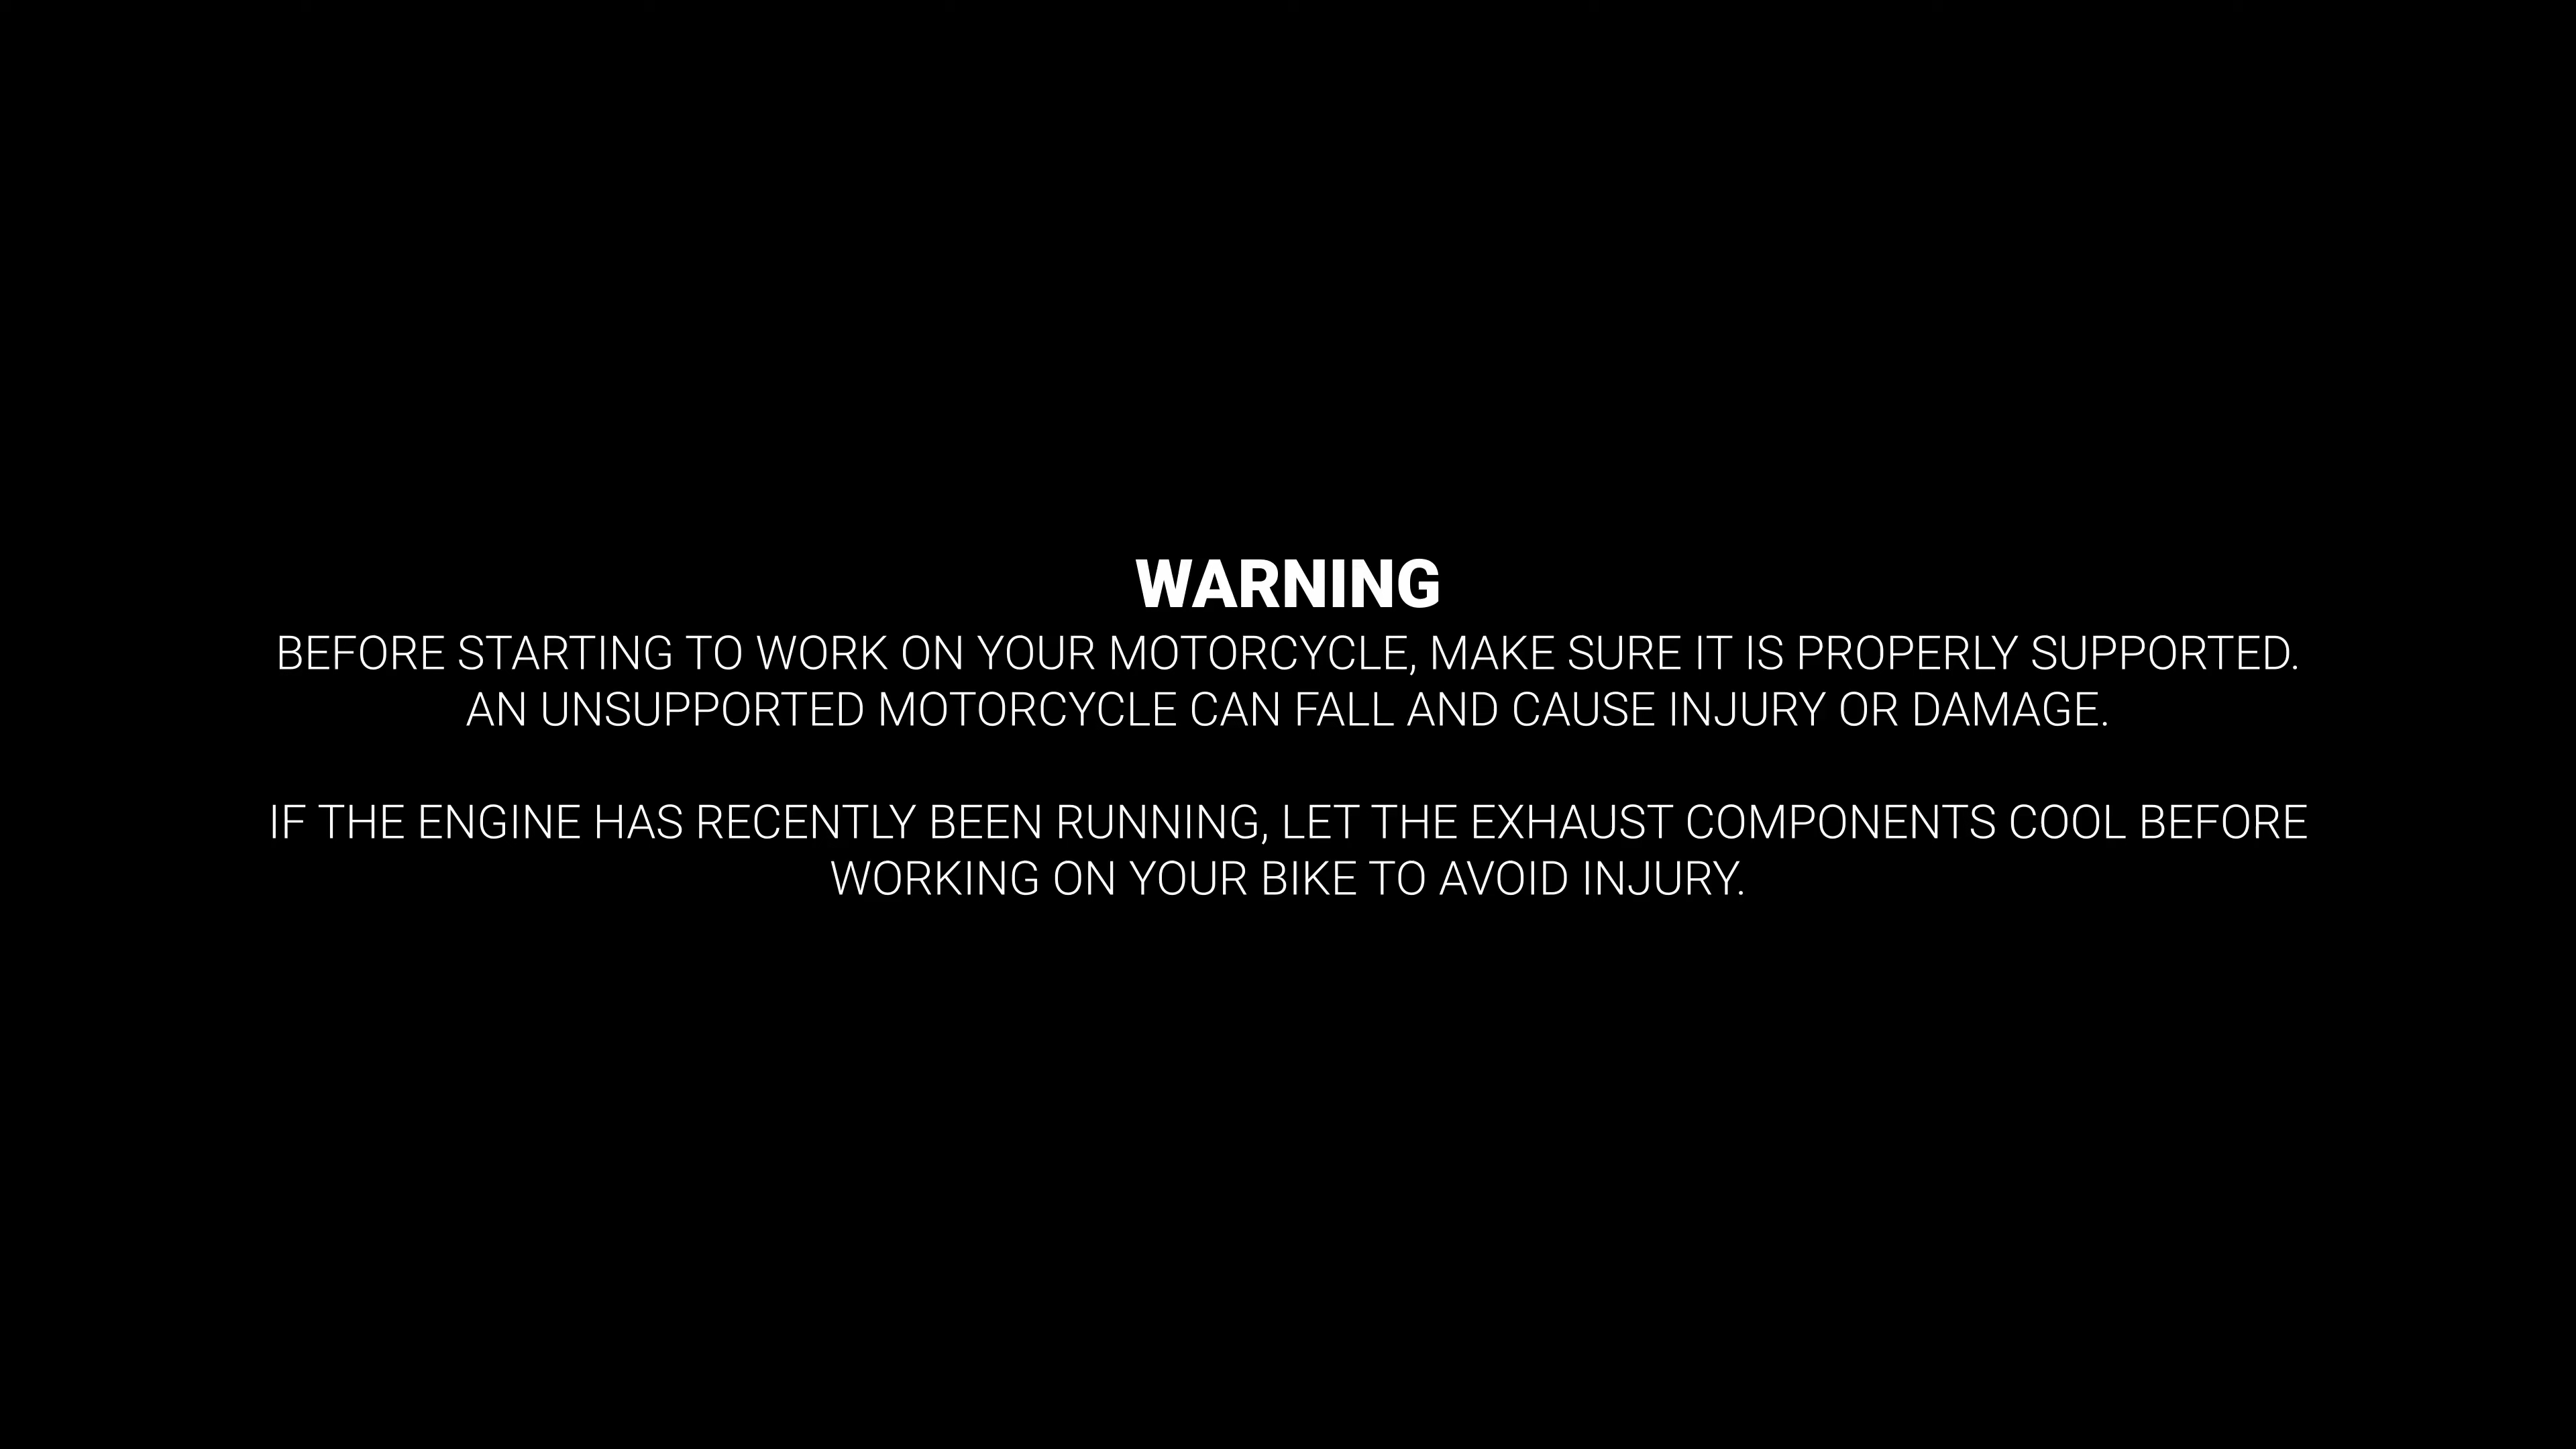 WARNING
BEFORE STARTING TO WORK ON YOUR MOTORCYCLE, MAKE SURE IT IS PROPERLY SUPPORTED.
AN UNSUPPORTED MOTORCYCLE CAN FALL AND CAUSE INJURY OR DAMAGE.
IF THE ENGINE HAS RECENTLY BEEN RUNNING, LET THE EXHAUST COMPONENTS COOL BEFORE
WORKING ON YOUR BIKE TO AVOID INJURY.